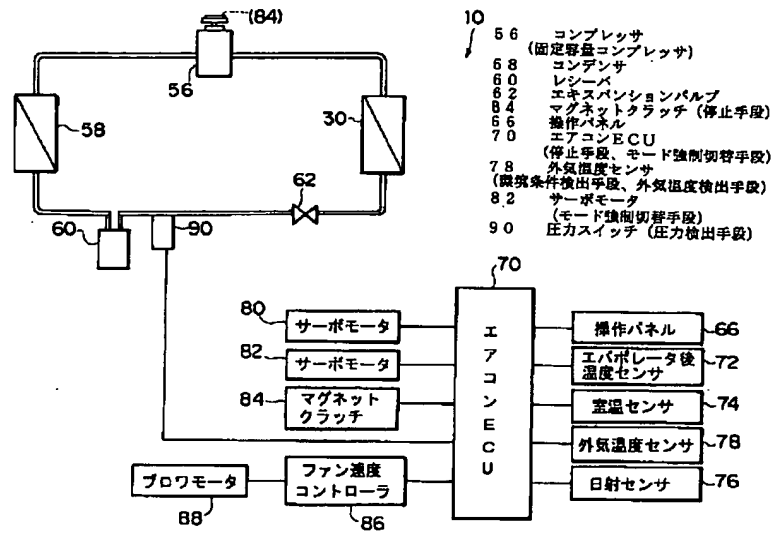 (84)
56
58
30
62
60
90
10
56 コンプレッサ
(固定容量コンプレッサ)
68 コンデンサ
60 レシーバ
62 エキスパンションバルブ
84 マグネットクラッチ(停止手段)
66 操作パネル
70 エアコンECU
(停止手段、モード強制切替手段)
78 外気温度センサ
(環境条件検出手段、外気温度検出手段)
82 サーボモータ
(モード強制切替手段)
90 圧力スイッチ(圧力検出手段)
70
エアコンECU
80 サーボモータ
82 サーボモータ
84 マグネット
クラッチ
ブロワモータ
88
ファン速度
コントローラ
86
操作パネル 66
エバポレータ後
温度センサ 72
室温センサ 74
外気温度センサ 78
日射センサ 76